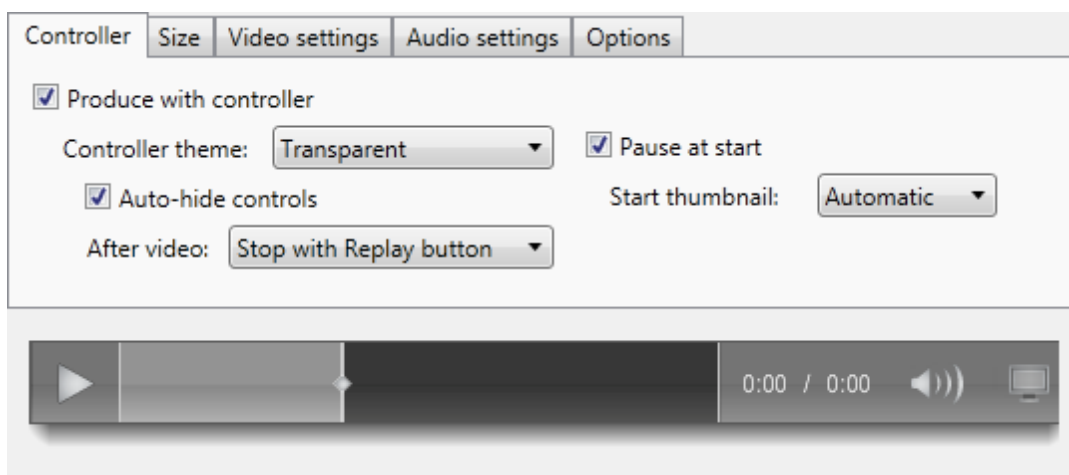 Controller Size Video settings Audio settings Options
Produce with controller
Controller theme: Transparent Pause at start
Auto-hide controls Start thumbnail: Automatic
After video: Stop with Replay button
0:00 / 0:00